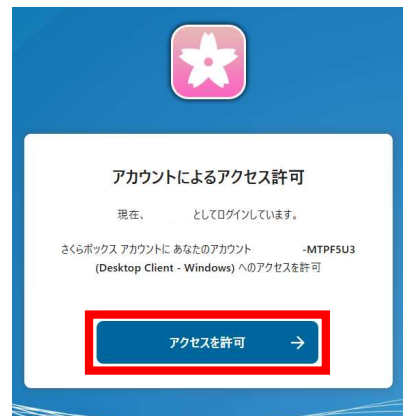 アカウントによるアクセス許可
現在、 としてログインしています。
さくらボックス アカウントに あなたのアカウント -MTPF5U3
(Desktop Client - Windows) へのアクセスを許可
アクセスを許可 →